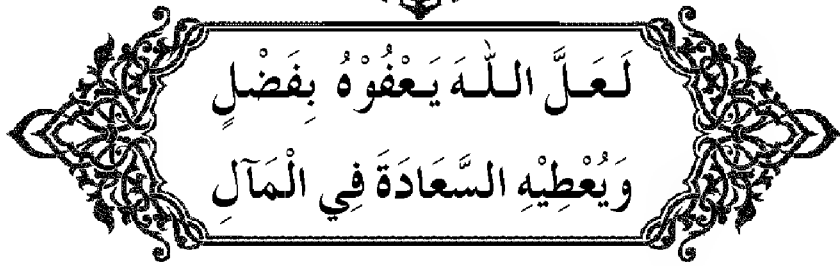 لَعَلَّ اللّٰهَ يَعْفُوْهُ بِفَضْلٍ
وَيُعْطِيْهِ السَّعَادَةَ فِي الْمَآلِ